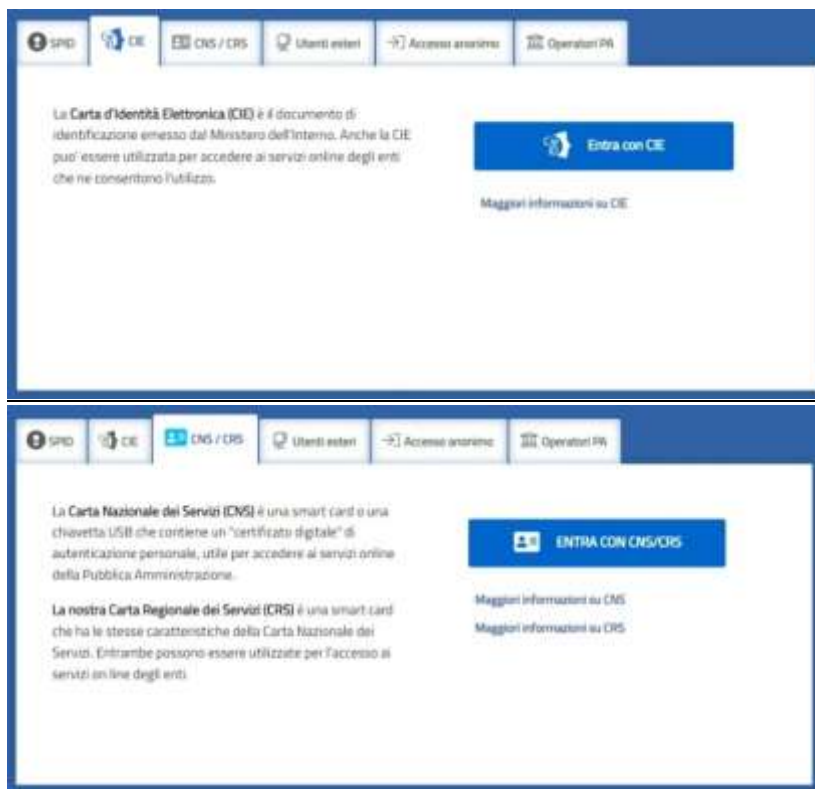 SPID CIE CNS / CRS Utenti esteri Accesso anonimo Operatori PA
La Carta d'Identità Elettronica (CIE) è il documento di
identificazione emesso dal Ministero dell'Interno. Anche la CIE
puo' essere utilizzata per accedere ai servizi online degli enti
che ne consentono l'utilizzo.
Entra con CIE
Maggiori informazioni su CIE
SPID CIE CNS / CRS Utenti esteri Accesso anonimo Operatori PA
La Carta Nazionale dei Servizi (CNS) è una smart card o una
chiavetta USB che contiene un "certificato digitale" di
autenticazione personale, utile per accedere ai servizi online
della Pubblica Amministrazione.
La nostra Carta Regionale dei Servizi (CRS) è una smart card
che ha le stesse caratteristiche della Carta Nazionale dei
Servizi. Entrambe possono essere utilizzate per l'accesso ai
servizi on line degli enti.
ENTRA CON CNS/CRS
Maggiori informazioni su CNS
Maggiori informazioni su CRS